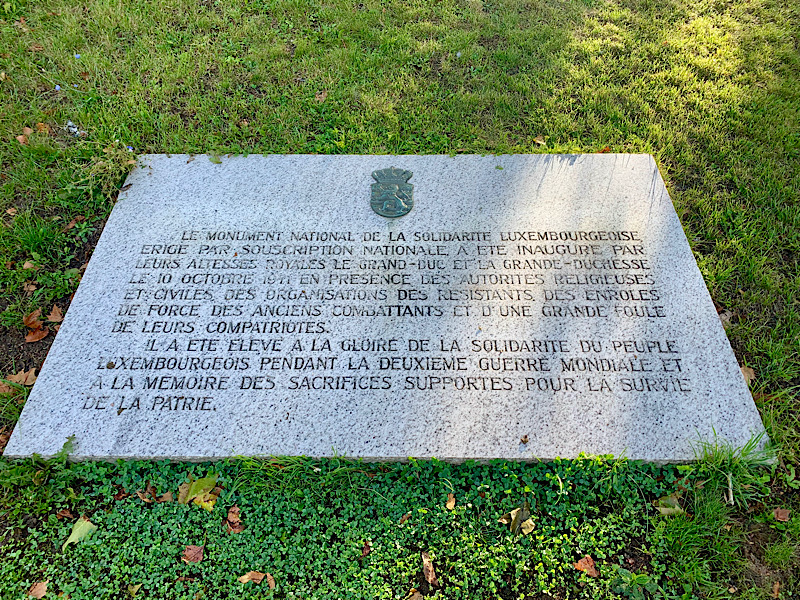 LE MONUMENT NATIONAL DE LA SOLIDARITE LUXEMBOURGEOISE,
ERIGE PAR SOUSCRIPTION NATIONALE, A ETE INAUGURE PAR
LEURS ALTESSES ROYALES LE GRAND-DUC ET LA GRANDE-DUCHESSE
LE 10 OCTOBRE 1971 EN PRESENCE DES AUTORITES RELIGIEUSES
ET CIVILES, DES ORGANISATIONS DES RESISTANTS, DES ENROLES
DE FORCE, DES ANCIENS COMBATTANTS ET D'UNE GRANDE FOULE
DE LEURS COMPATRIOTES.
IL A ETE ELEVE A LA GLOIRE DE LA SOLIDARITE DU PEUPLE
LUXEMBOURGEOIS PENDANT LA DEUXIEME GUERRE MONDIALE ET
A LA MEMOIRE DES SACRIFICES SUPPORTES POUR LA SURVIE
DE LA PATRIE.